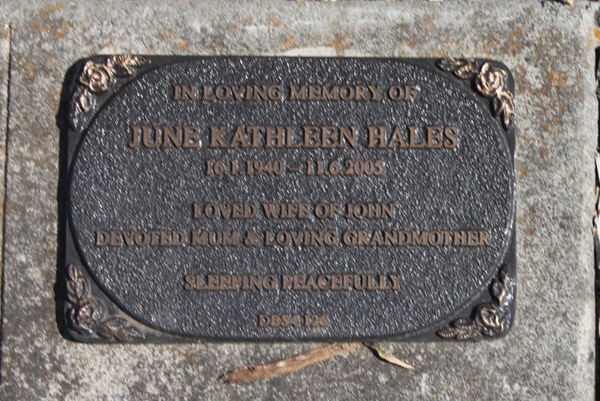 IN LOVING MEMORY OF
JUNE KATHLEEN HALES
16.1.1940 - 11.6.2005
LOVED WIFE OF JOHN
DEVOTED MUM & LOVING GRANDMOTHER
SLEEPING PEACEFULLY
126